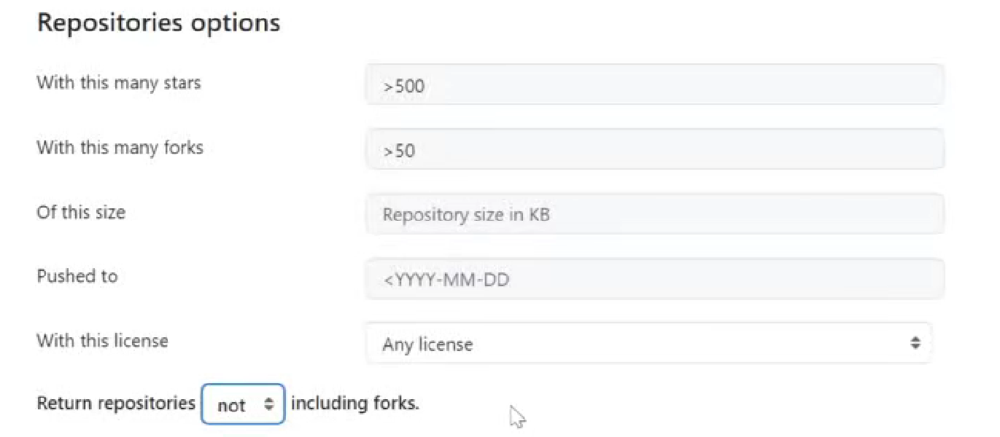 Repositories options
With this many stars >500
With this many forks >50
Of this size Repository size in KB
Pushed to <YYYY-MM-DD
With this license Any license
Return repositories not including forks.